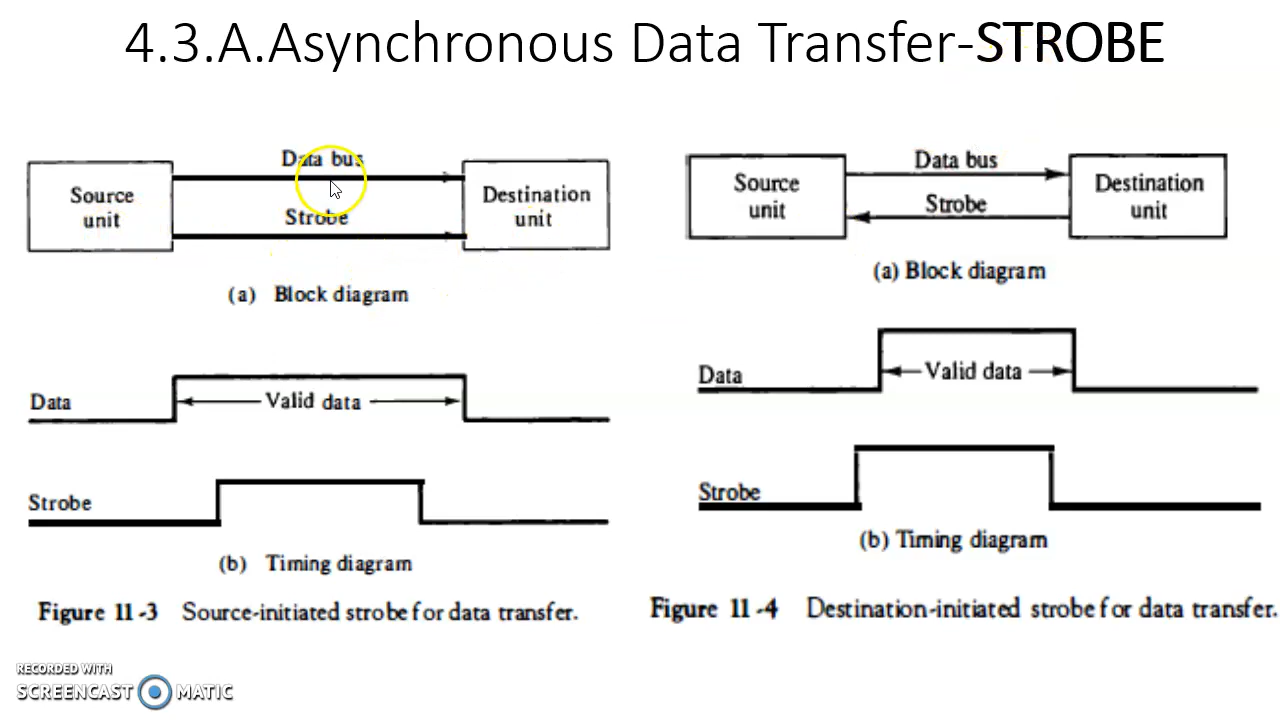 4.3.A.Asynchronous Data Transfer-STROBE
Data bus
Source
unit
Destination
unit
Strobe
(a) Block diagram
Data
Valid data
Strobe
(b) Timing diagram
Figure 11-3 Source-initiated strobe for data transfer.
Data bus
Source
unit
Destination
unit
Strobe
(a) Block diagram
Data
Valid data
Strobe
(b) Timing diagram
Figure 11-4 Destination-initiated strobe for data transfer.
RECORDED WITH
SCREENCAST MATIC